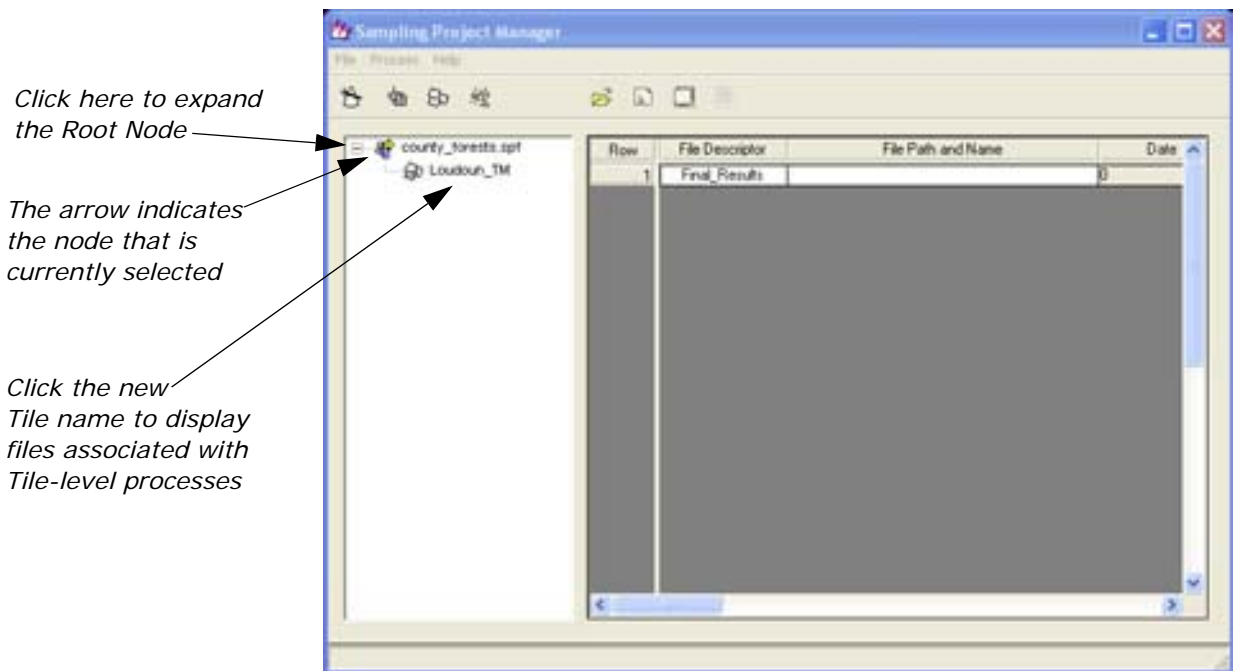 Sampling Project Manager
File Process Help
Click here to expand
the Root Node
county_forests.spf
Loudoun_TM
Row File Descriptor File Path and Name Date
1 Final_Results 0
The arrow indicates
the node that is
currently selected
Click the new
Tile name to display
files associated with
Tile-level processes